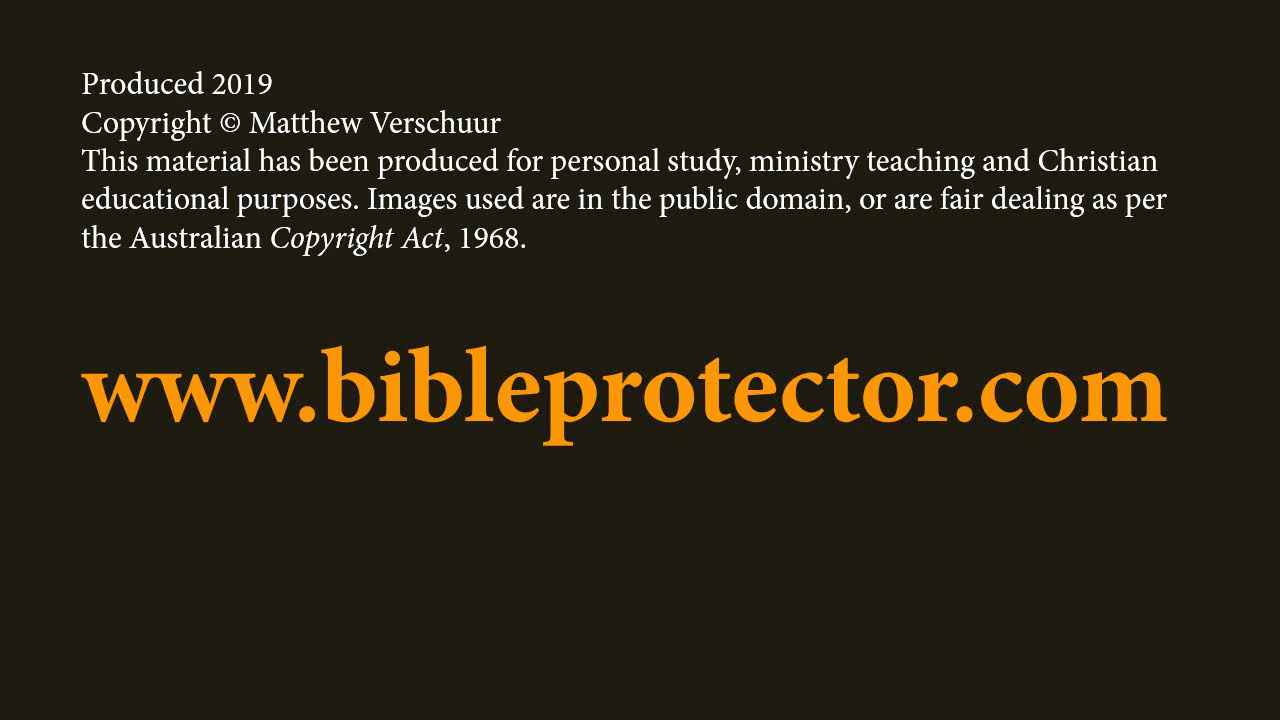 Produced 2019
Copyright © Matthew Verschuur
This material has been produced for personal study, ministry teaching and Christian
educational purposes. Images used are in the public domain, or are fair dealing as per
the Australian Copyright Act, 1968.
www.bibleprotector.com